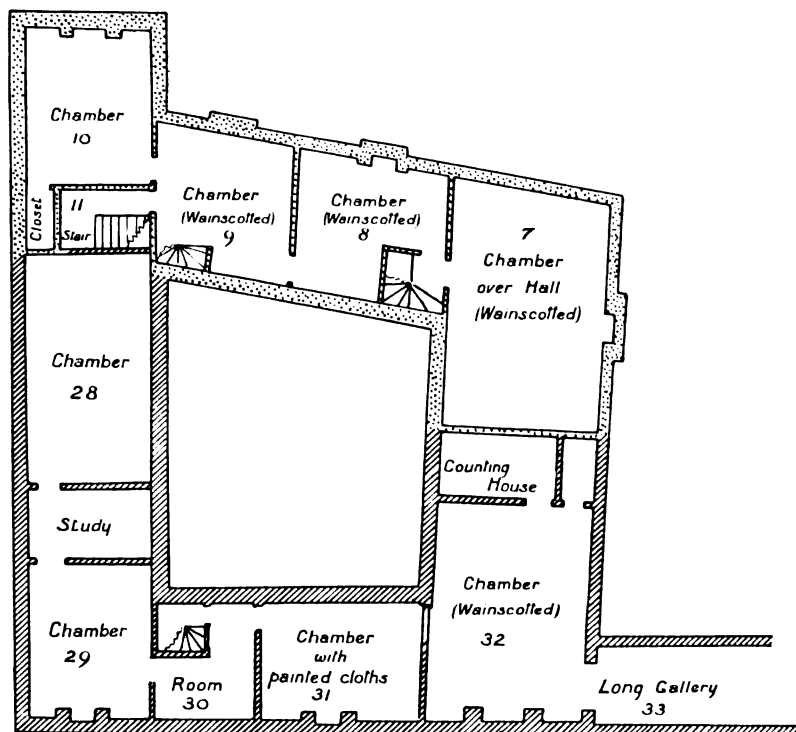 Chamber
10
Closet
11
Stair
Chamber
(Wainscotted)
9
Chamber
(Wainscotted)
8
7
Chamber
over Hall
(Wainscotted)
Chamber
28
Counting
House
Study
Chamber
(Wainscotted)
32
Chamber
29
Room
30
Chamber
with
painted cloths
31
Long Gallery
33